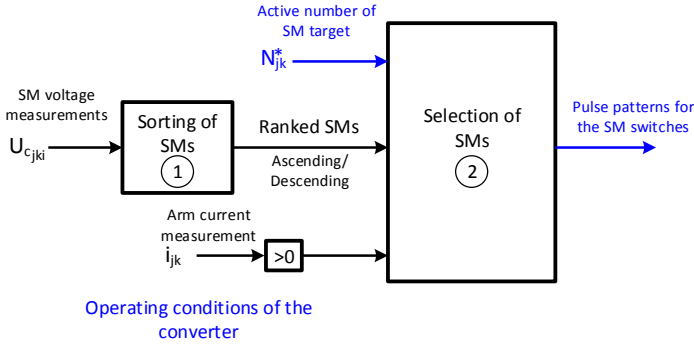 Active number of
SM target
N*jk
SM voltage
measurements
Ucjki
Sorting of
SMs
1
Ranked SMs
Ascending/
Descending
Selection of
SMs
2
Pulse patterns for
the SM switches
Arm current
measurement
ijk
>0
Operating conditions of the
converter